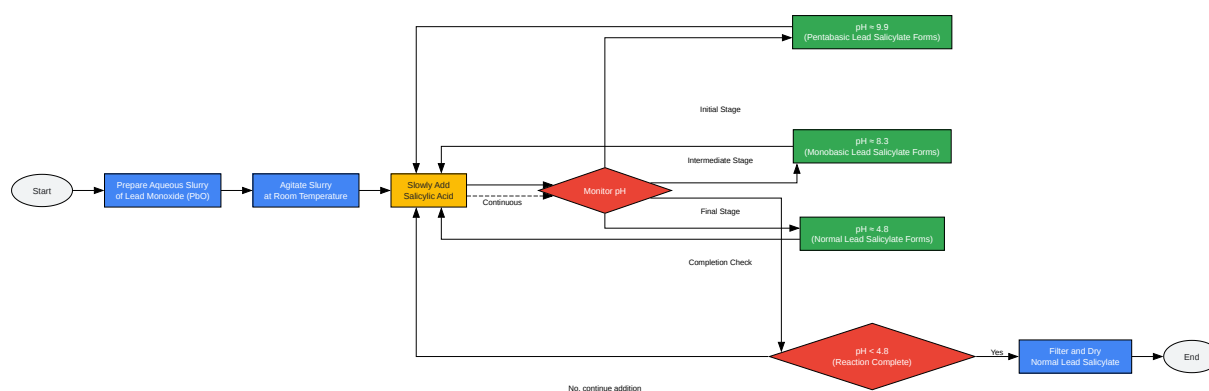 Start
Prepare Aqueous Slurry
of Lead Monoxide (PbO)
Agitate Slurry
at Room Temperature
Slowly Add
Salicylic Acid
Continuous
Monitor pH
Initial Stage
pH ≈ 9.9
(Pentabasic Lead Salicylate Forms)
Intermediate Stage
pH ≈ 8.3
(Monobasic Lead Salicylate Forms)
Final Stage
pH ≈ 4.8
(Normal Lead Salicylate Forms)
Completion Check
pH < 4.8
(Reaction Complete)
No, continue addition
Yes
Filter and Dry
Normal Lead Salicylate
End